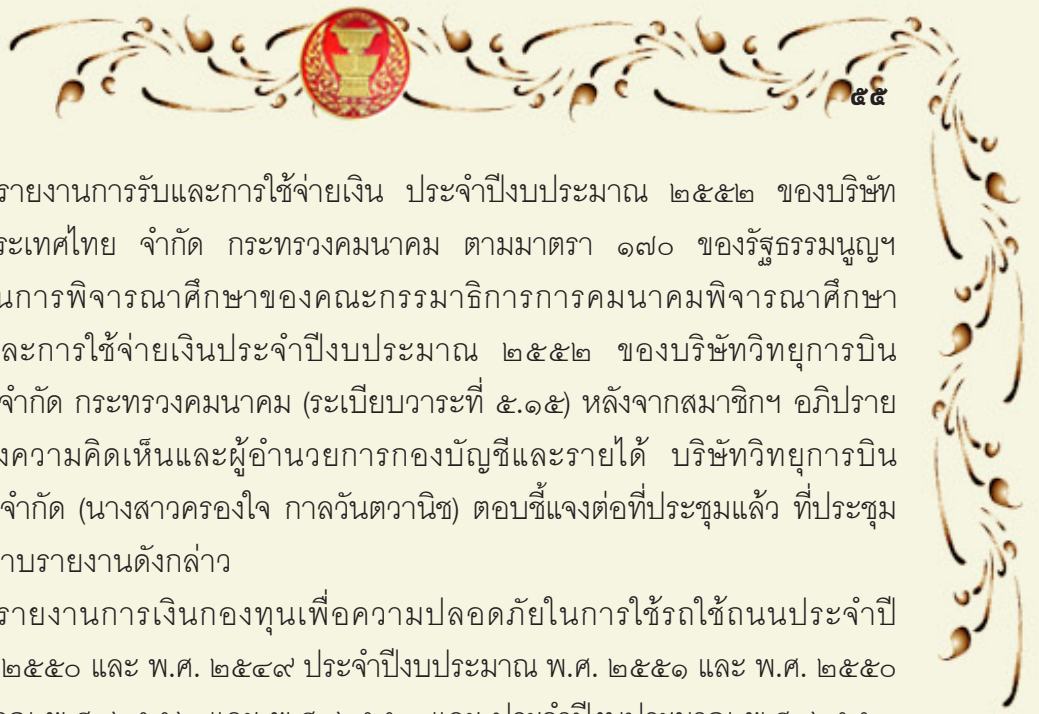 ๕๕
รายงานการรับและการใช้จ่ายเงิน ประจำปีงบประมาณ ๒๕๕๒ ของบริษัท
ระเทศไทย จำกัด กระทรวงคมนาคม ตามมาตรา ๑๗๐ ของรัฐธรรมนูญฯ
นการพิจารณาศึกษาของคณะกรรมาธิการการคมนาคมพิจารณาศึกษา
ละการใช้จ่ายเงินประจำปีงบประมาณ ๒๕๕๒ ของบริษัทวิทยุการบิน
จำกัด กระทรวงคมนาคม (ระเบียบวาระที่ ๕.๑๕) หลังจากสมาชิกฯ อภิปราย
งความคิดเห็นและผู้อำนวยการกองบัญชีและรายได้ บริษัทวิทยุการบิน
จำกัด (นางสาวครองใจ กาลวันตวานิช) ตอบชี้แจงต่อที่ประชุมแล้ว ที่ประชุม
าบรายงานดังกล่าว
รายงานการเงินกองทุนเพื่อความปลอดภัยในการใช้รถใช้ถนนประจำปี
๒๕๕๐ และ พ.ศ. ๒๕๔๙ ประจำปีงบประมาณ พ.ศ. ๒๕๕๑ และ พ.ศ. ๒๕๕๐